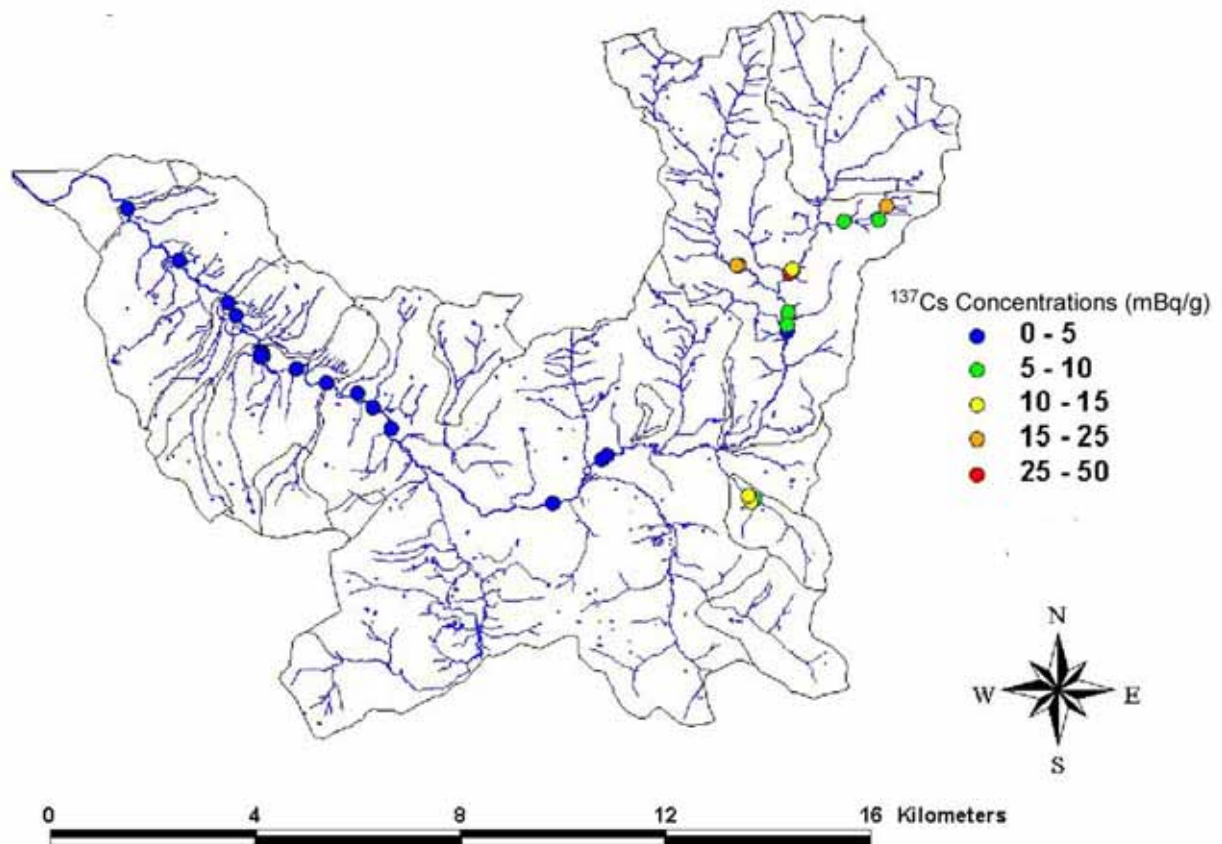 ¹³⁷Cs Concentrations (mBq/g)
0 - 5
5 - 10
10 - 15
15 - 25
25 - 50
N
W E
S
0 4 8 12 16 Kilometers